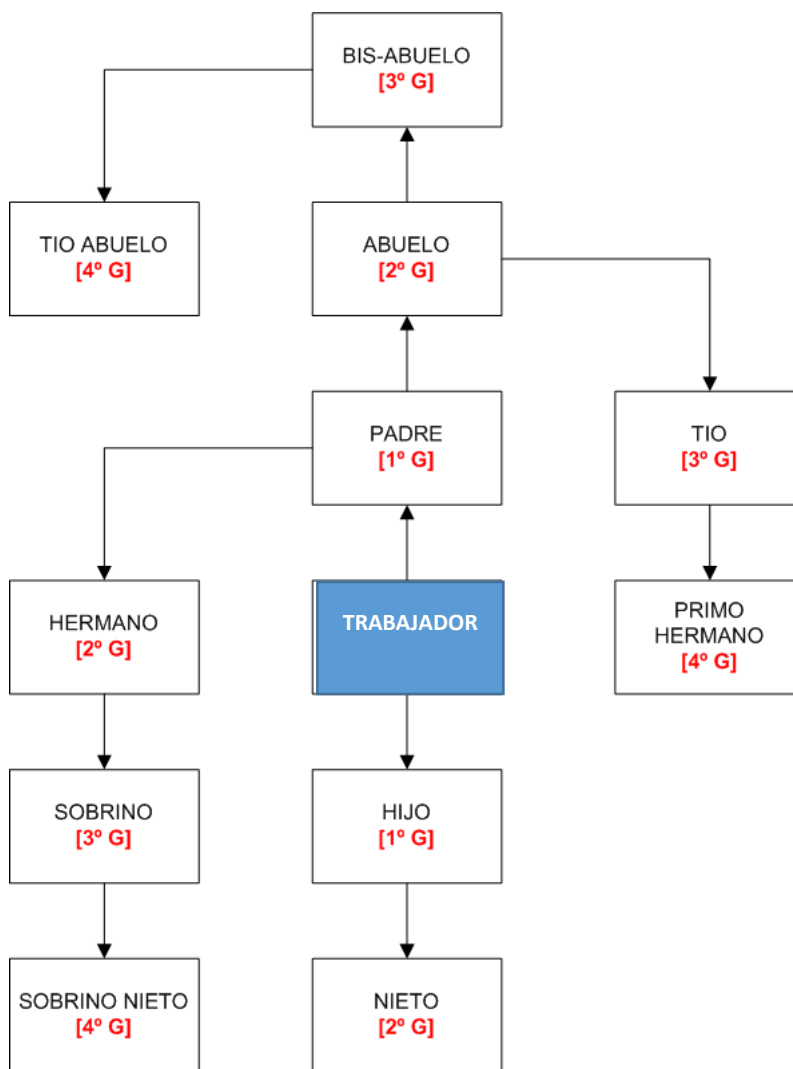 BIS-ABUELO
[3º G]
TIO ABUELO
[4º G]
ABUELO
[2º G]
PADRE
[1º G]
TIO
[3º G]
HERMANO
[2º G]
TRABAJADOR
PRIMO
HERMANO
[4º G]
SOBRINO
[3º G]
HIJO
[1º G]
SOBRINO NIETO
[4º G]
NIETO
[2º G]